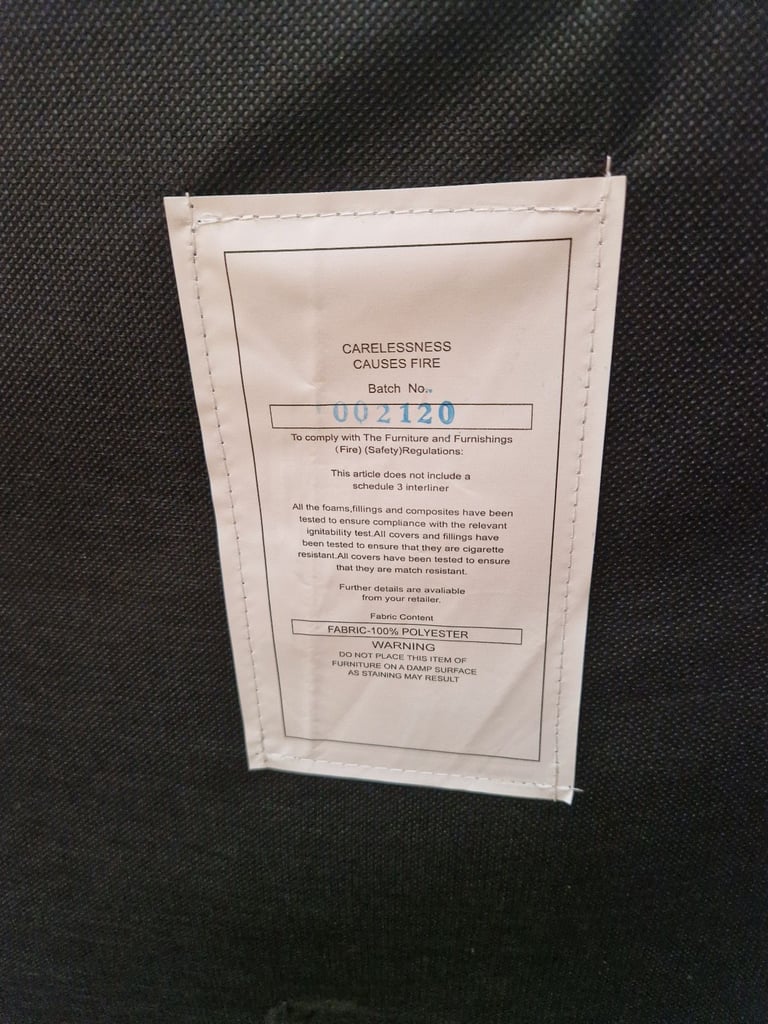 CARELESSNESS
CAUSES FIRE
Batch No..
002120
To comply with The Furniture and Furnishings
(Fire) (Safety)Regulations:
This article does not include a
schedule 3 interliner
All the foams,fillings and composites have been
tested to ensure compliance with the relevant
ignitability test.All covers and fillings have
been tested to ensure that they are cigarette
resistant.All covers have been tested to ensure
that they are match resistant.
Further details are avaliable
from your retailer.
Fabric Content
FABRIC-100% POLYESTER
WARNING
DO NOT PLACE THIS ITEM OF
FURNITURE ON A DAMP SURFACE
AS STAINING MAY RESULT